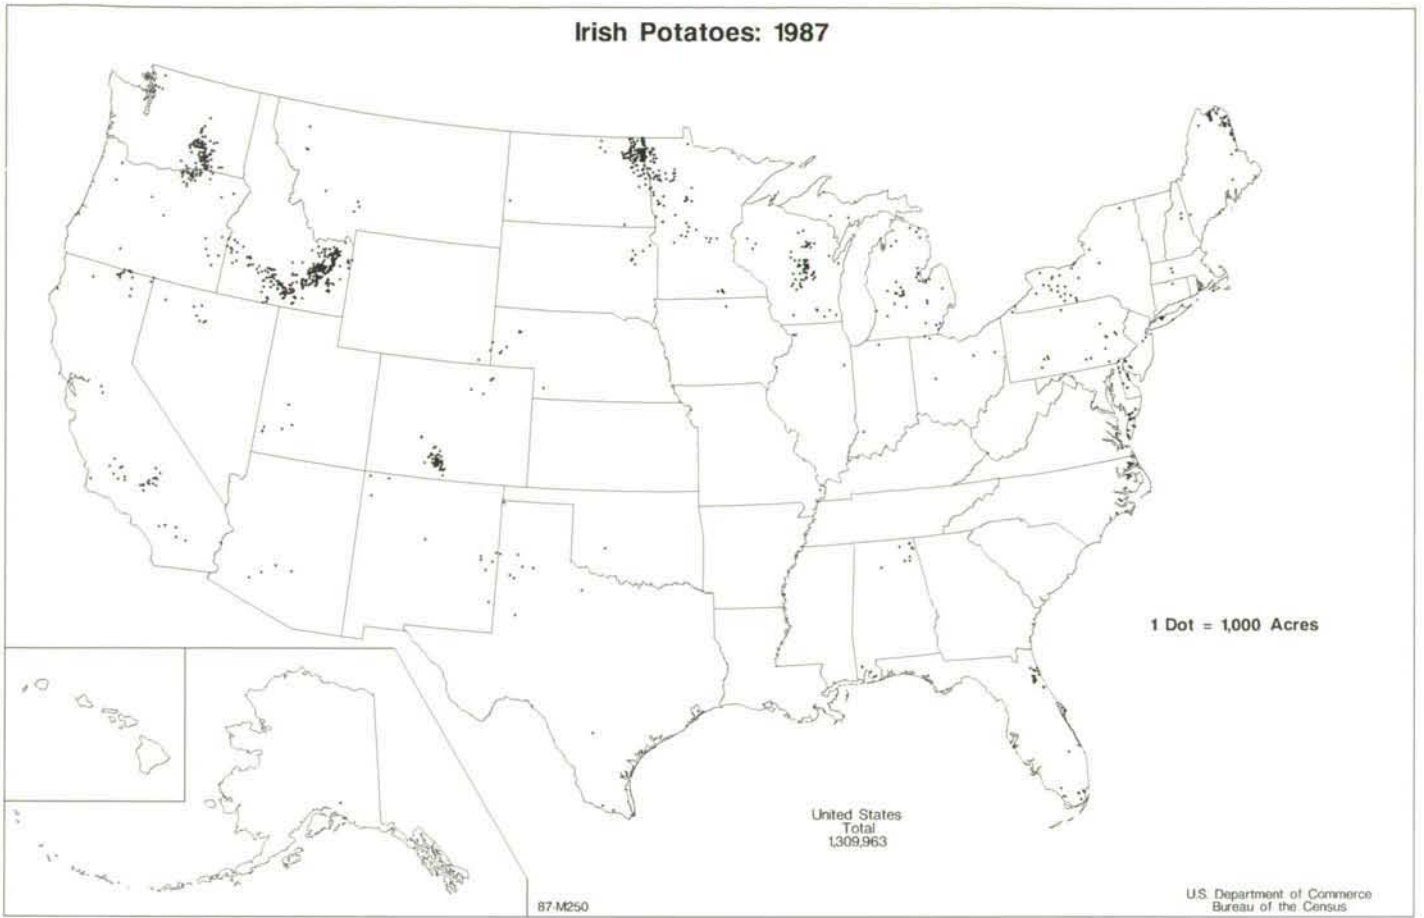 Irish Potatoes: 1987
1 Dot = 1,000 Acres
United States
Total
1,309,963
87-M250
U.S. Department of Commerce
Bureau of the Census